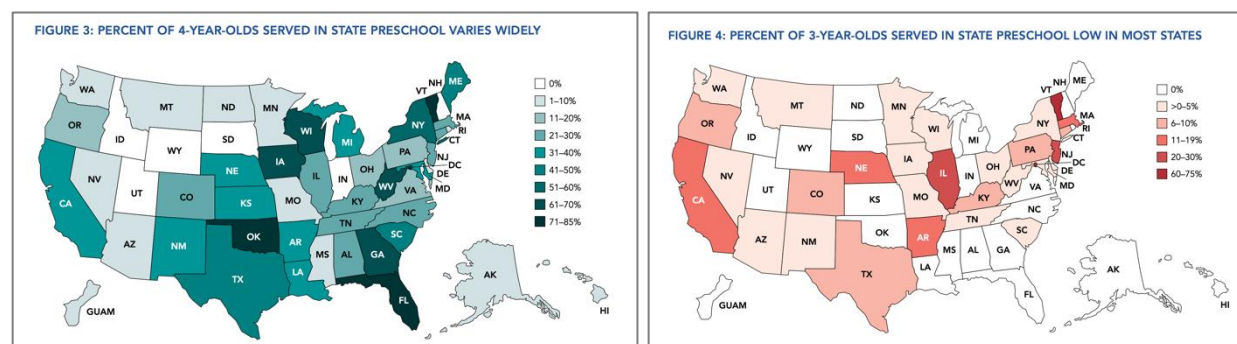 FIGURE 3: PERCENT OF 4-YEAR-OLDS SERVED IN STATE PRESCHOOL VARIES WIDELY
WA
MT
ND
MN
VT
NH
ME
OR
ID
SD
WI
MI
NY
MA
RI
CT
WY
NE
IA
PA
NJ
DC
DE
MD
NV
UT
CO
KS
MO
IL
IN
OH
WV
VA
KY
CA
AZ
NM
OK
AR
TN
NC
SC
TX
LA
MS
AL
GA
FL
AK
HI
GUAM
0%
1–10%
11–20%
21–30%
31–40%
41–50%
51–60%
61–70%
71–85%
FIGURE 4: PERCENT OF 3-YEAR-OLDS SERVED IN STATE PRESCHOOL LOW IN MOST STATES
WA
MT
ND
MN
VT
NH
ME
OR
ID
SD
WI
MI
NY
MA
RI
CT
WY
NE
IA
PA
NJ
DC
DE
MD
NV
UT
CO
KS
MO
IL
IN
OH
WV
VA
KY
CA
AZ
NM
OK
AR
TN
NC
SC
TX
LA
MS
AL
GA
FL
AK
HI
GUAM
0%
>0–5%
6–10%
11–19%
20–30%
60–75%